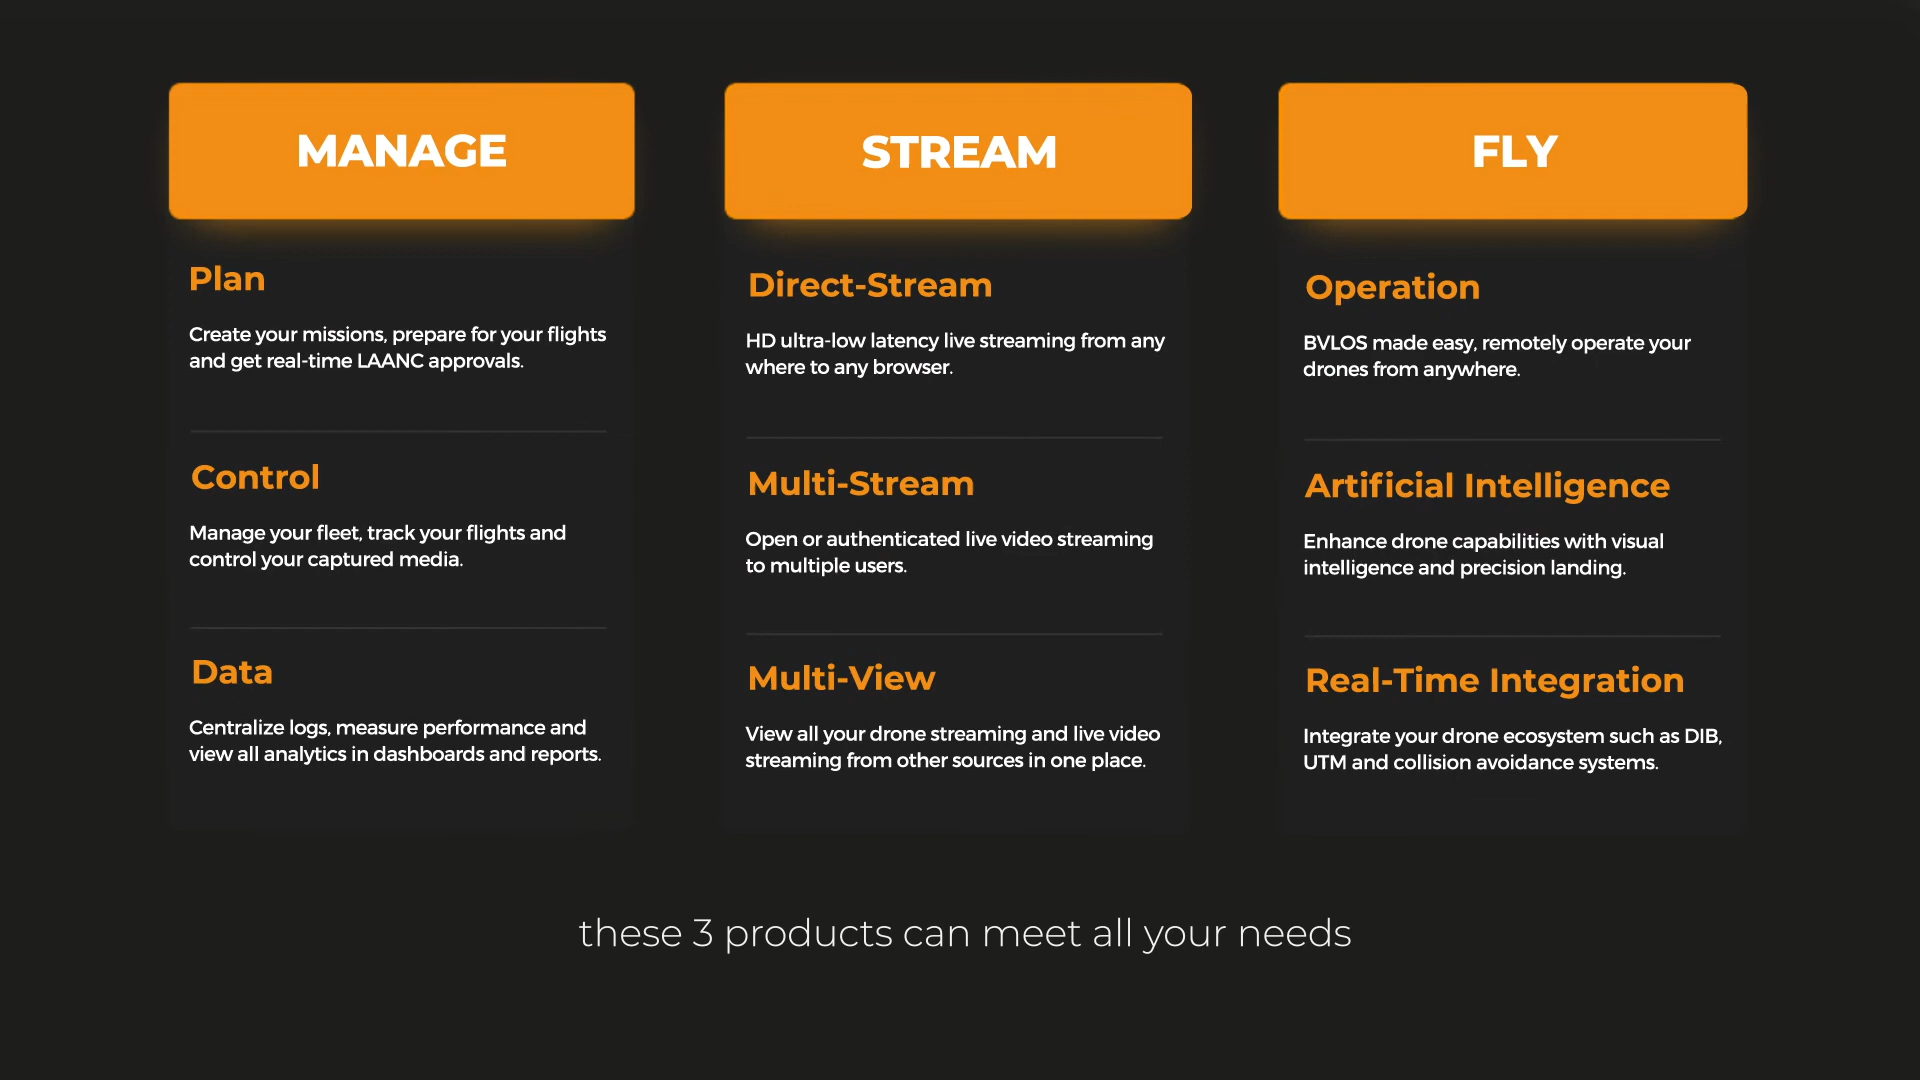 MANAGE
Plan
Create your missions, prepare for your flights
and get real-time LAANC approvals.
Control
Manage your fleet, track your flights and
control your captured media.
Data
Centralize logs, measure performance and
view all analytics in dashboards and reports.
STREAM
Direct-Stream
HD ultra-low latency live streaming from any
where to any browser.
Multi-Stream
Open or authenticated live video streaming
to multiple users.
Multi-View
View all your drone streaming and live video
streaming from other sources in one place.
FLY
Operation
BVLOS made easy, remotely operate your
drones from anywhere.
Artificial Intelligence
Enhance drone capabilities with visual
intelligence and precision landing.
Real-Time Integration
Integrate your drone ecosystem such as DIB,
UTM and collision avoidance systems.
these 3 products can meet all your needs